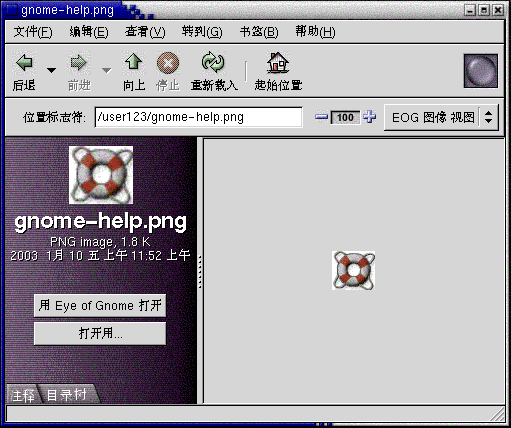 gnome-help.png
文件(F) 编辑(E) 查看(V) 转到(G) 书签(B) 帮助(H)
后退 前进 向上 停止 重新载入 起始位置
位置标志符: /user123/gnome-help.png 100 EOG 图像 视图
gnome-help.png
PNG image, 1.8 K
2003 1月 10 五 上午 11:52 上午
用 Eye of Gnome 打开
打开用...
注释 目录树